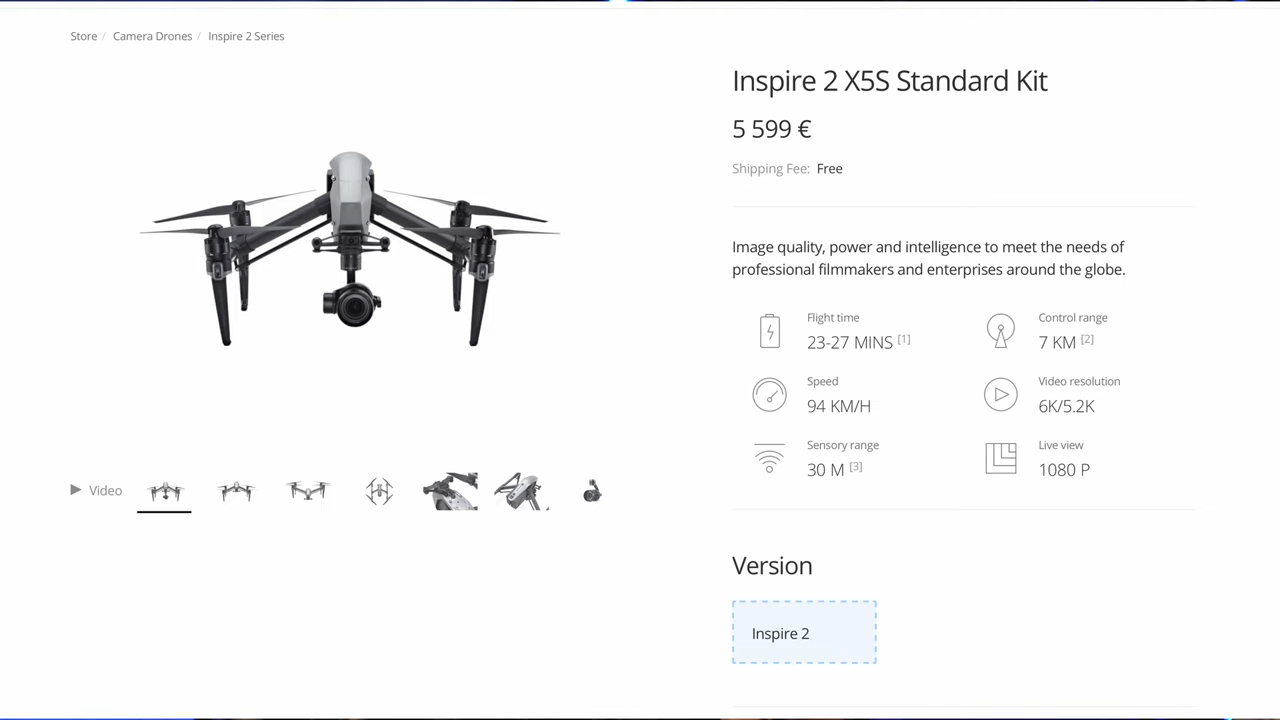 Store / Camera Drones / Inspire 2 Series
Inspire 2 X5S Standard Kit
5 599 €
Shipping Fee: Free
Image quality, power and intelligence to meet the needs of
professional filmmakers and enterprises around the globe.
Flight time
23-27 MINS [1]
Control range
7 KM [2]
Speed
94 KM/H
Video resolution
6K/5.2K
Sensory range
30 M [3]
Live view
1080 P
Video
Version
Inspire 2